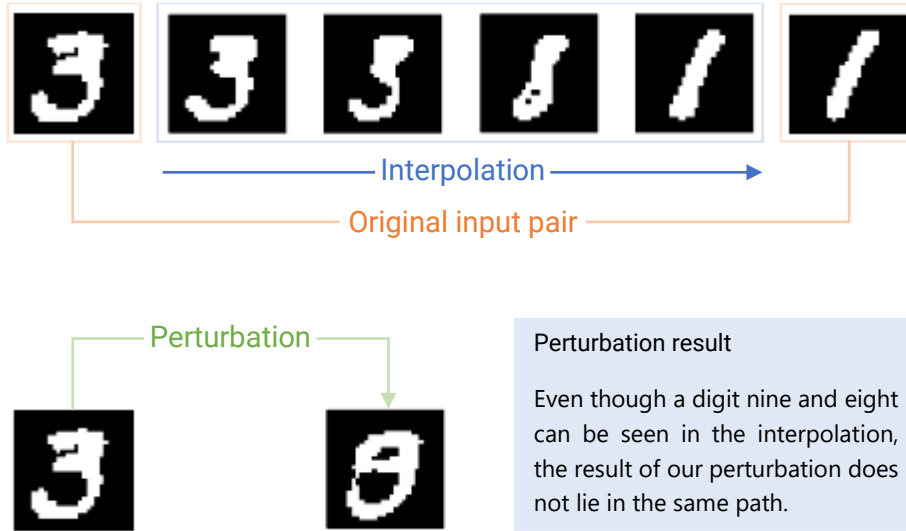 Interpolation
Original input pair
Perturbation
Perturbation result
Even though a digit nine and eight
can be seen in the interpolation,
the result of our perturbation does
not lie in the same path.